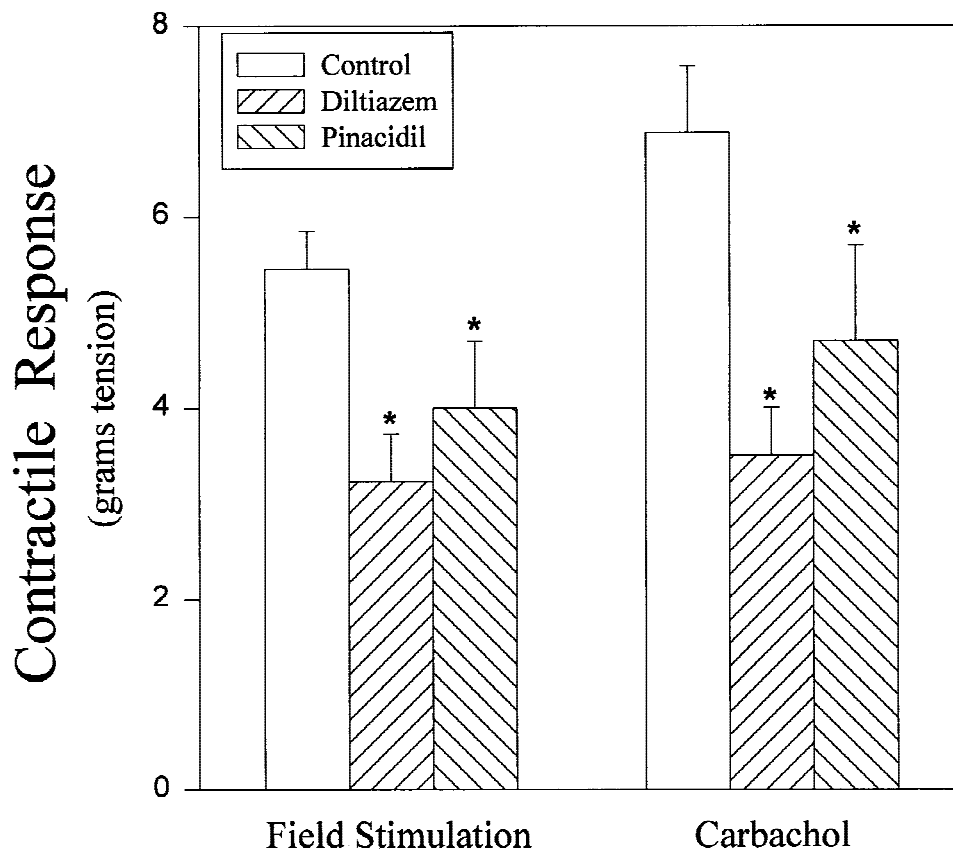 8
6
4
2
0
Contractile Response
(grams tension)
Control
Diltiazem
Pinacidil
*
*
*
*
Field Stimulation
Carbachol